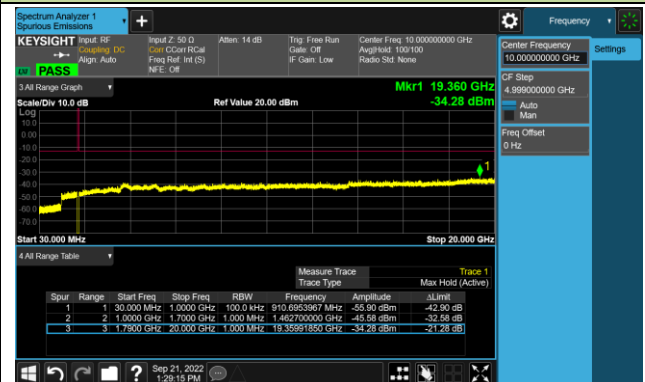 Spectrum Analyzer 1
Spurious Emissions
Frequency
KEYSIGHT
Input: RF
Coupling: DC
Align: Auto
Input Z: 50 Ω
Corr CCorr RCal
Freq Ref: Int (S)
NFE: Off
Atten: 14 dB
Trig: Free Run
Gate: Off
IF Gain: Low
Center Freq: 10.000000000 GHz
Avg|Hold: 100/100
Radio Std: None
PASS
Center Frequency
10.000000000 GHz
Settings
CF Step
4.999000000 GHz
Auto
Man
Freq Offset
0 Hz
3 All Range Graph
Mkr1 19.360 GHz
Scale/Div 10.0 dB
Ref Value 20.00 dBm
-34.28 dBm
Log
10.0
0.00
-10.0
-20.0
-30.0
-40.0
-50.0
-60.0
-70.0
1
Start 30.000 MHz
Stop 20.000 GHz
4 All Range Table
Measure Trace Trace 1
Trace Type Max Hold (Active)
Spur Range Start Freq Stop Freq RBW Frequency Amplitude ΔLimit
1 1 30.000 MHz 1.0000 GHz 100.0 kHz 910.6953967 MHz -55.90 dBm -42.90 dB
2 2 1.0000 GHz 1.7900 GHz 1.000 MHz 1.462700000 GHz -45.58 dBm -32.58 dB
3 3 1.7900 GHz 20.000 GHz 1.000 MHz 19.35991850 GHz -34.28 dBm -21.28 dB
?
Sep 21, 2022
1:29:15 PM